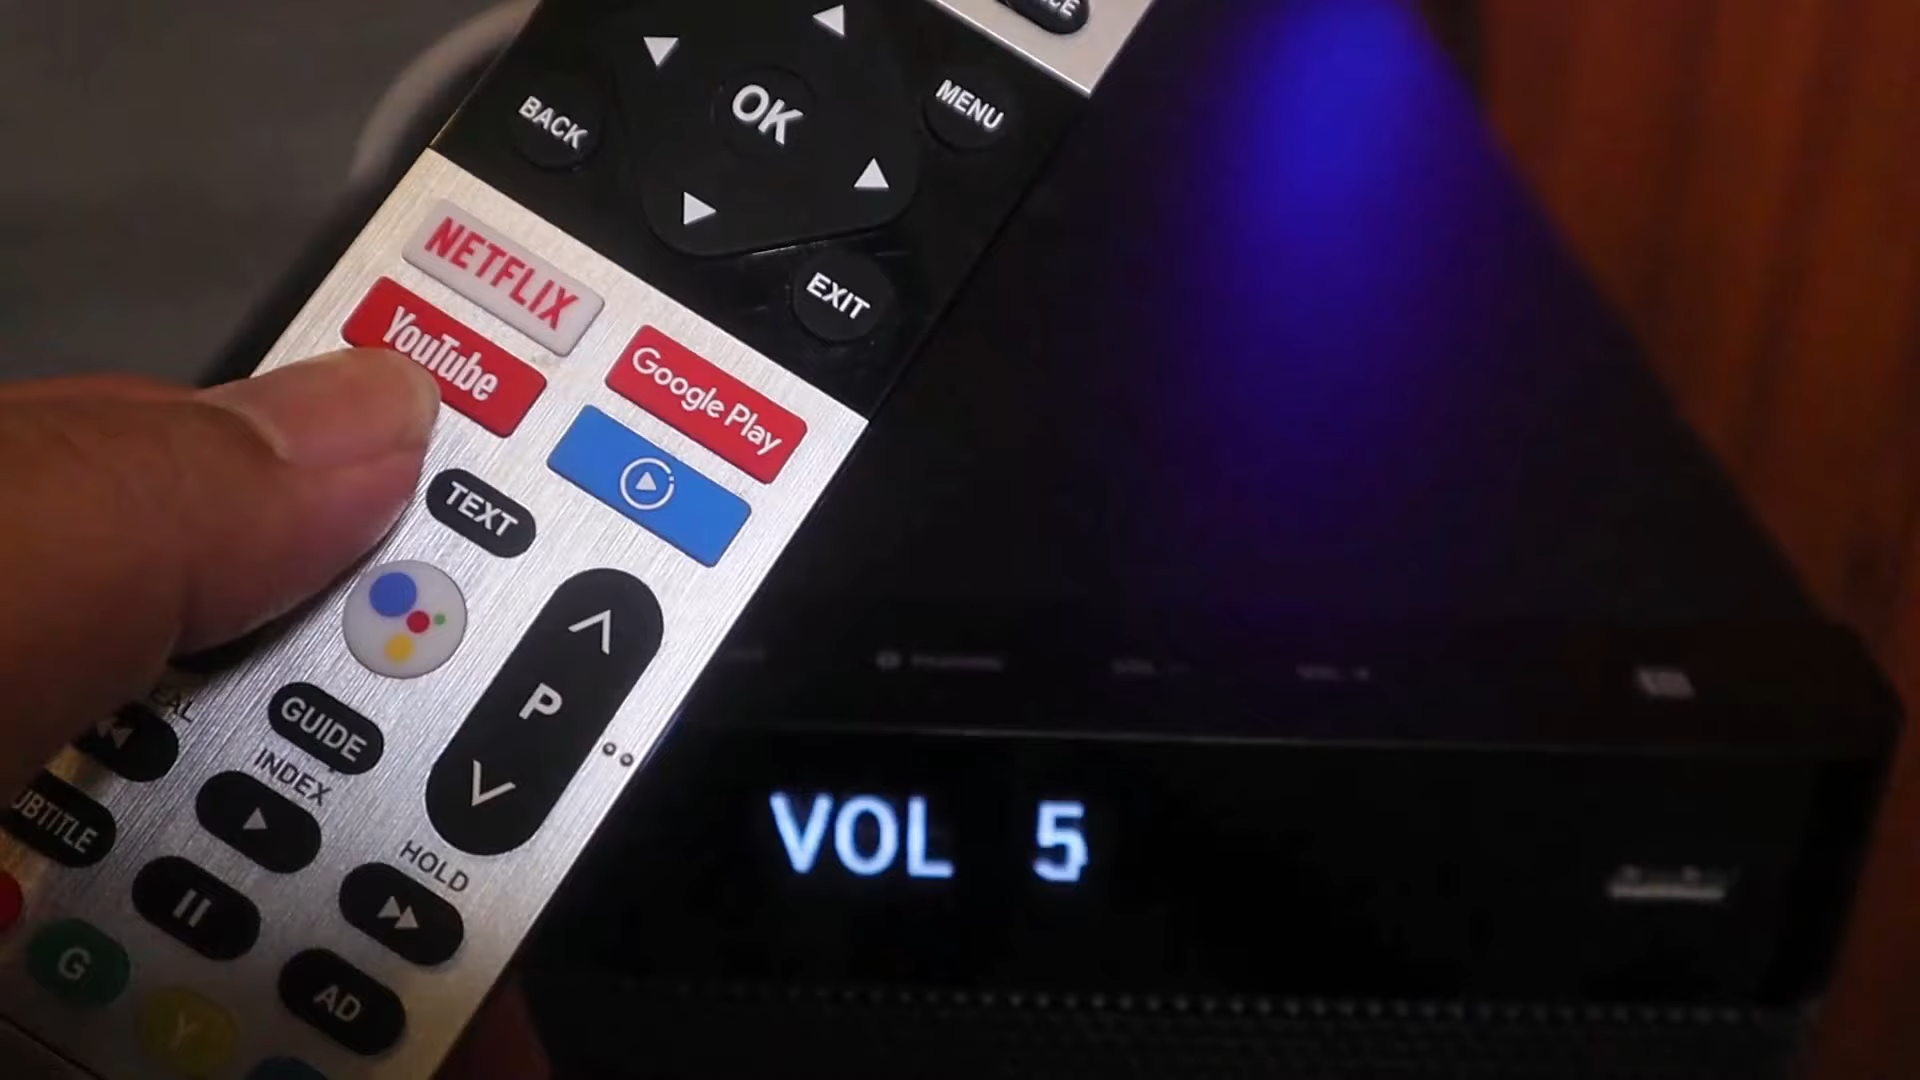 OK
MENU
BACK
EXIT
NETFLIX
YouTube
Google Play
TEXT
GUIDE
P
INDEX
HOLD
AD
G
Y
VOL 5